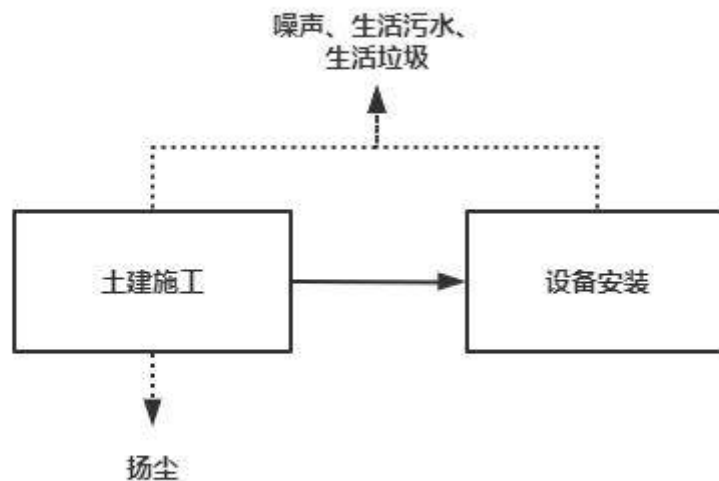 噪声、生活污水、
生活垃圾
土建施工
设备安装
扬尘